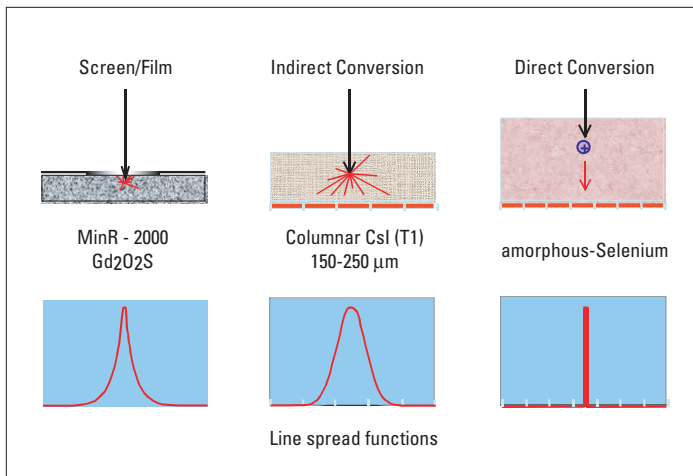 Screen/Film
Indirect Conversion
Direct Conversion
MinR - 2000
Gd2O2S
Columnar CsI (T1)
150-250 µm
amorphous-Selenium
Line spread functions